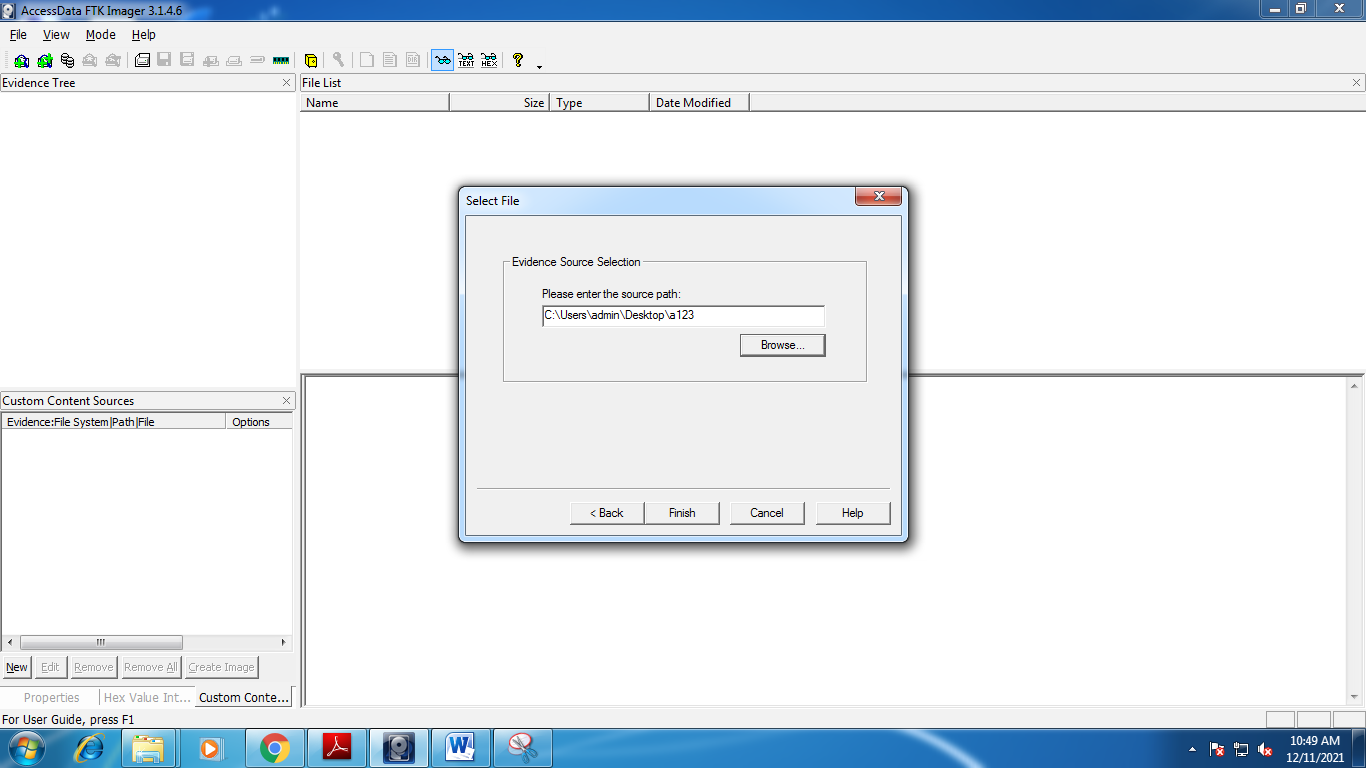 AccessData FTK Imager 3.1.4.6
File View Mode Help
TEXT HEX
Evidence Tree
File List
Name Size Type Date Modified
Select File
Evidence Source Selection
Please enter the source path:
C:\Users\admin\Desktop\a123
Browse...
Custom Content Sources
Evidence:File System|Path|File Options
< Back Finish Cancel Help
New Edit Remove Remove All Create Image
Properties Hex Value Int... Custom Conte...
For User Guide, press F1
10:49 AM
12/11/2021